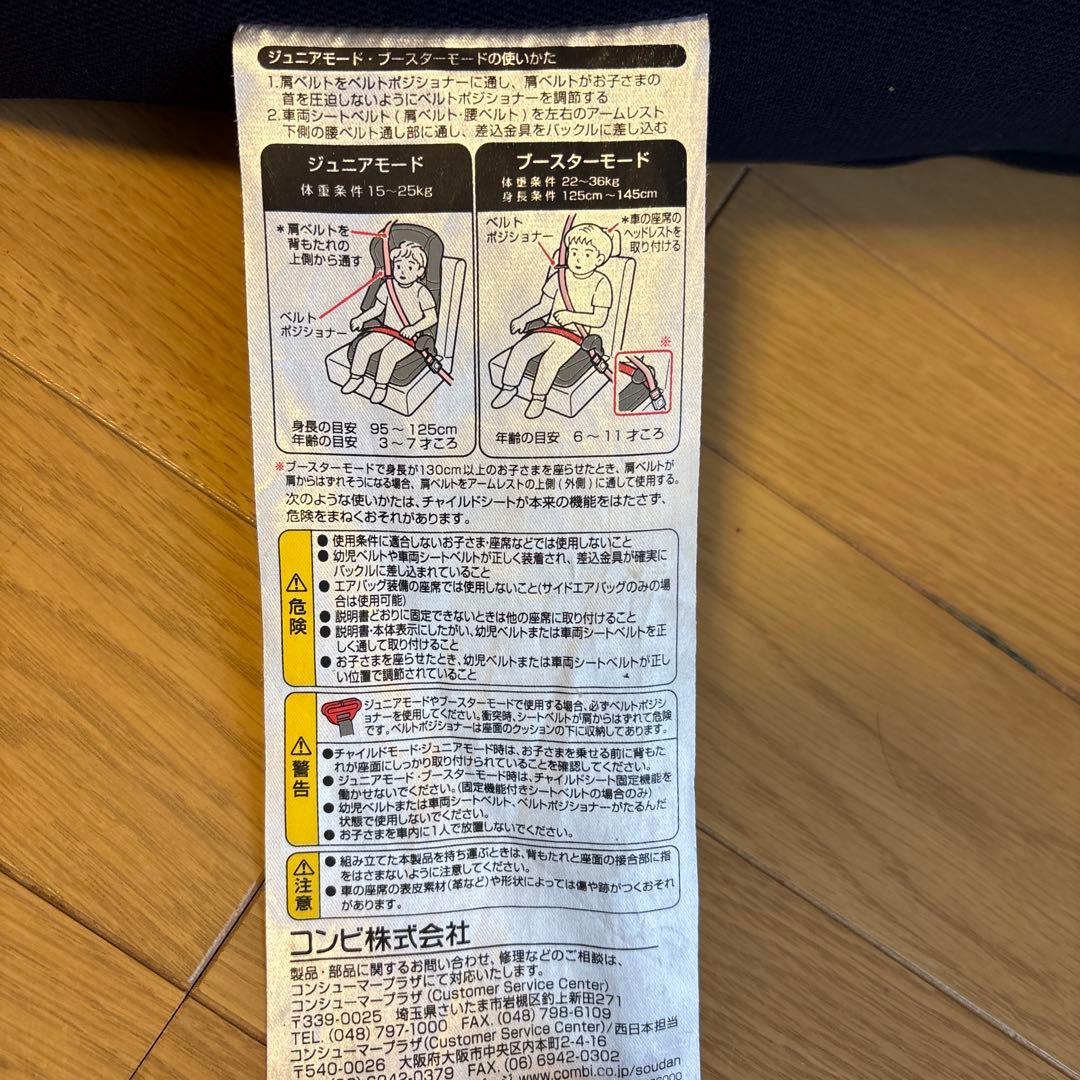 ジュニアモード・ブースターモードの使いかた
1.肩ベルトをベルトポジショナーに通し、肩ベルトがお子さまの
首を圧迫しないようにベルトポジショナーを調節する
2.車両シートベルト(肩ベルト・腰ベルト)を左右のアームレスト
下側の腰ベルト通し部に通し、差込金具をバックルに差し込む
ジュニアモード
体重条件 15~25kg
*肩ベルトを
背もたれの
上側から通す
ベルト
ポジショナー
身長の目安 95~125cm
年齢の目安 3~7才ころ
ブースターモード
体重条件 22~36kg
身長条件 125cm~145cm
ベルト
ポジショナー
*車の座席の
ヘッドレストを
取り付ける
※
年齢の目安 6~11才ころ
※ブースターモードで身長が130cm以上のお子さまを座らせたとき、肩ベルトが
肩からはずれそうになる場合、肩ベルトをアームレストの上側(外側)に通して使用する。
次のような使いかたは、チャイルドシートが本来の機能をはたさず、
危険をまねくおそれがあります。
危険
●使用条件に適合しないお子さま・座席などでは使用しないこと
●幼児ベルトや車両シートベルトが正しく装着され、差込金具が確実に
バックルに差し込まれていること
●エアバッグ装備の座席では使用しないこと(サイドエアバッグのみの場
合は使用可能)
●説明書どおりに固定できないときは他の座席に取り付けること
●説明書・本体表示にしたがい、幼児ベルトまたは車両シートベルトを正
しく通して取り付けること
●お子さまを座らせたとき、幼児ベルトまたは車両シートベルトが正し
い位置で調節されていること
警告
ジュニアモードやブースターモードで使用する場合、必ずベルトポジシ
ョナーを使用してください。衝突時、シートベルトが肩からはずれて危険
です。ベルトポジショナーは座面のクッションの下に収納してあります。
●チャイルドモード・ジュニアモード時は、お子さまを乗せる前に背もた
れが座面にしっかり取り付けられていることを確認してください。
●ジュニアモード・ブースターモード時は、チャイルドシート固定機能を
働かせないでください。(固定機能付きシートベルトの場合のみ)
●幼児ベルトまたは車両シートベルト、ベルトポジショナーがたるんだ
状態で使用しないでください。
●お子さまを車内に1人で放置しないでください。
注意
●組み立てた本製品を持ち運ぶときは、背もたれと座面の接合部に指
をはさまないように注意してください。
●車の座席の表皮素材(革など)や形状によっては傷や跡がつくおそれ
があります。
コンビ株式会社
製品・部品に関するお問い合わせ、修理などのご相談は、
コンシューマープラザにて対応いたします。
コンシューマープラザ(Customer Service Center)
〒339-0025 埼玉県さいたま市岩槻区釣上新田271
TEL. (048) 797-1000 FAX. (048) 798-6109
コンシューマープラザ(Customer Service Center)/西日本担当
〒540-0026 大阪府大阪市中央区内本町2-4-16
6942-0379 FAX. (06) 6942-0302
www.combi.co.jp/soudan